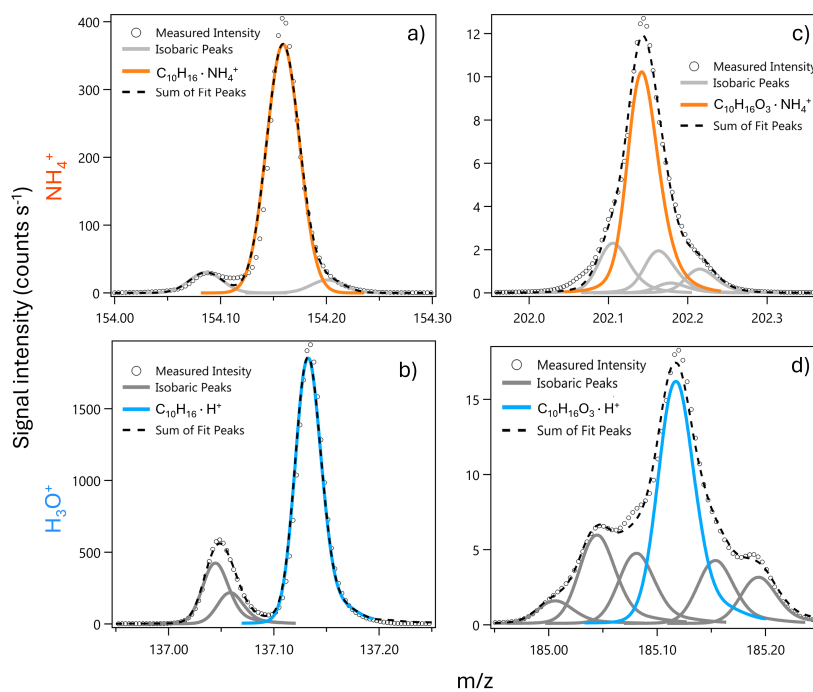 a)
Measured Intensity
Isobaric Peaks
C₁₀H₁₆ · NH₄⁺
Sum of Fit Peaks
400
300
200
100
0
154.00
154.10
154.20
154.30
c)
Measured Intensity
Isobaric Peaks
C₁₀H₁₆O₃ · NH₄⁺
Sum of Fit Peaks
12
10
8
6
4
2
0
202.0
202.1
202.2
202.3
Signal intensity (counts s⁻¹)
NH₄⁺
H₃O⁺
b)
Measured Intesity
Isobaric Peaks
C₁₀H₁₆ · H⁺
Sum of Fit Peaks
1500
1000
500
0
137.00
137.10
137.20
d)
Measured Intensity
Isobaric Peaks
C₁₀H₁₆O₃ · H⁺
Sum of Fit Peaks
15
10
5
0
185.00
185.10
185.20
m/z